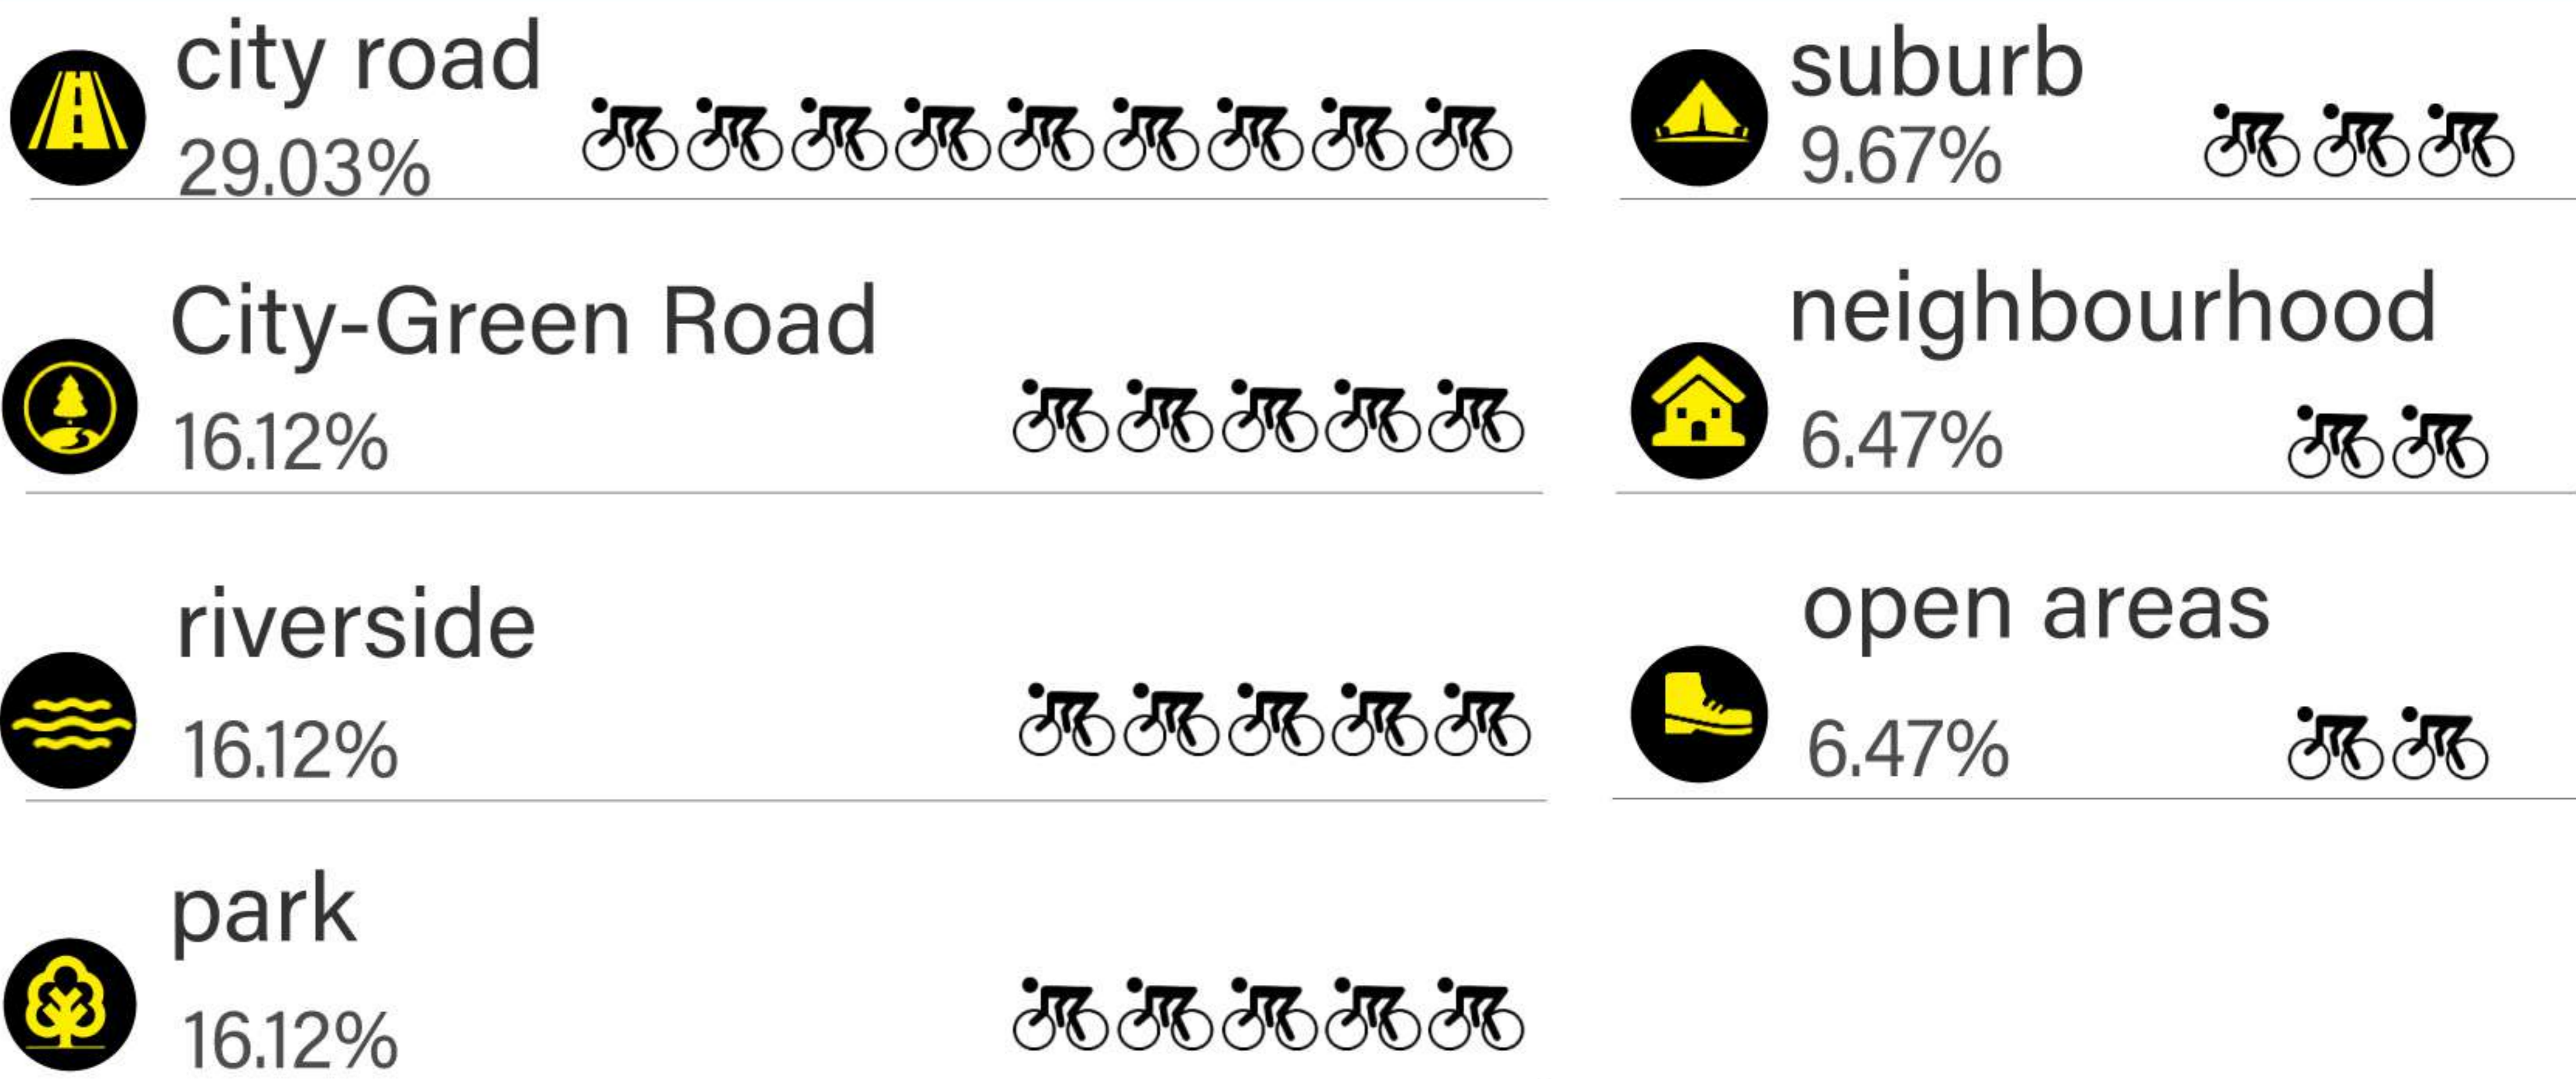 city road
29.03%
City-Green Road
16.12%
riverside
16.12%
park
16.12%
suburb
9.67%
neighbourhood
6.47%
open areas
6.47%